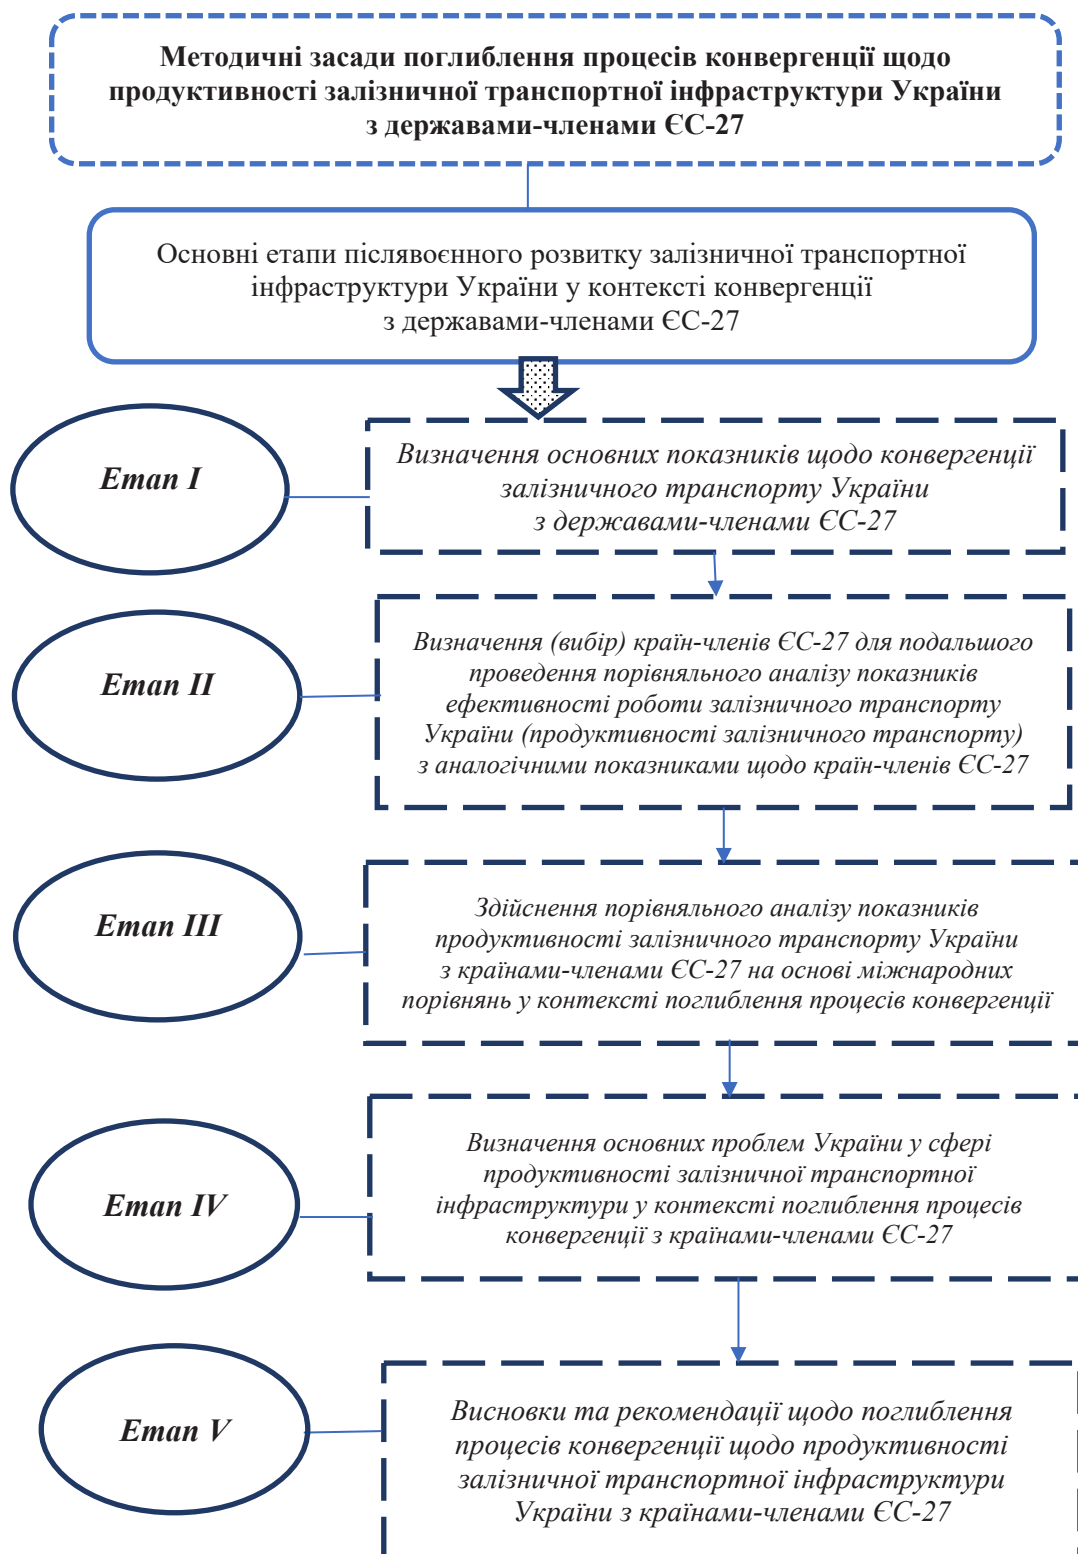 Методичні засади поглиблення процесів конвергенції щодо
продуктивності залізничної транспортної інфраструктури України
з державами-членами ЄС-27
Основні етапи післявоєнного розвитку залізничної транспортної
інфраструктури України у контексті конвергенції
з державами-членами ЄС-27
Етап I
Визначення основних показників щодо конвергенції
залізничного транспорту України
з державами-членами ЄС-27
Етап II
Визначення (вибір) країн-членів ЄС-27 для подальшого
проведення порівняльного аналізу показників
ефективності роботи залізничного транспорту
України (продуктивності залізничного транспорту)
з аналогічними показниками щодо країн-членів ЄС-27
Етап III
Здійснення порівняльного аналізу показників
продуктивності залізничного транспорту України
з країнами-членами ЄС-27 на основі міжнародних
порівнянь у контексті поглиблення процесів конвергенції
Етап IV
Визначення основних проблем України у сфері
продуктивності залізничної транспортної
інфраструктури у контексті поглиблення процесів
конвергенції з країнами-членами ЄС-27
Етап V
Висновки та рекомендації щодо поглиблення
процесів конвергенції щодо продуктивності
залізничної транспортної інфраструктури
України з країнами-членами ЄС-27